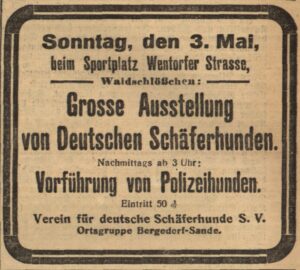 Sonntag, den 3. Mai,
beim Sportplatz Wentorfer Strasse,
Waldschlößchen:
Grosse Ausstellung
von Deutschen Schäferhunden.
Nachmittags ab 3 Uhr:
Vorführung von Polizeihunden.
Eintritt 50 ₰
Verein für deutsche Schäferhunde S. V.
Ortsgruppe Bergedorf-Sande.